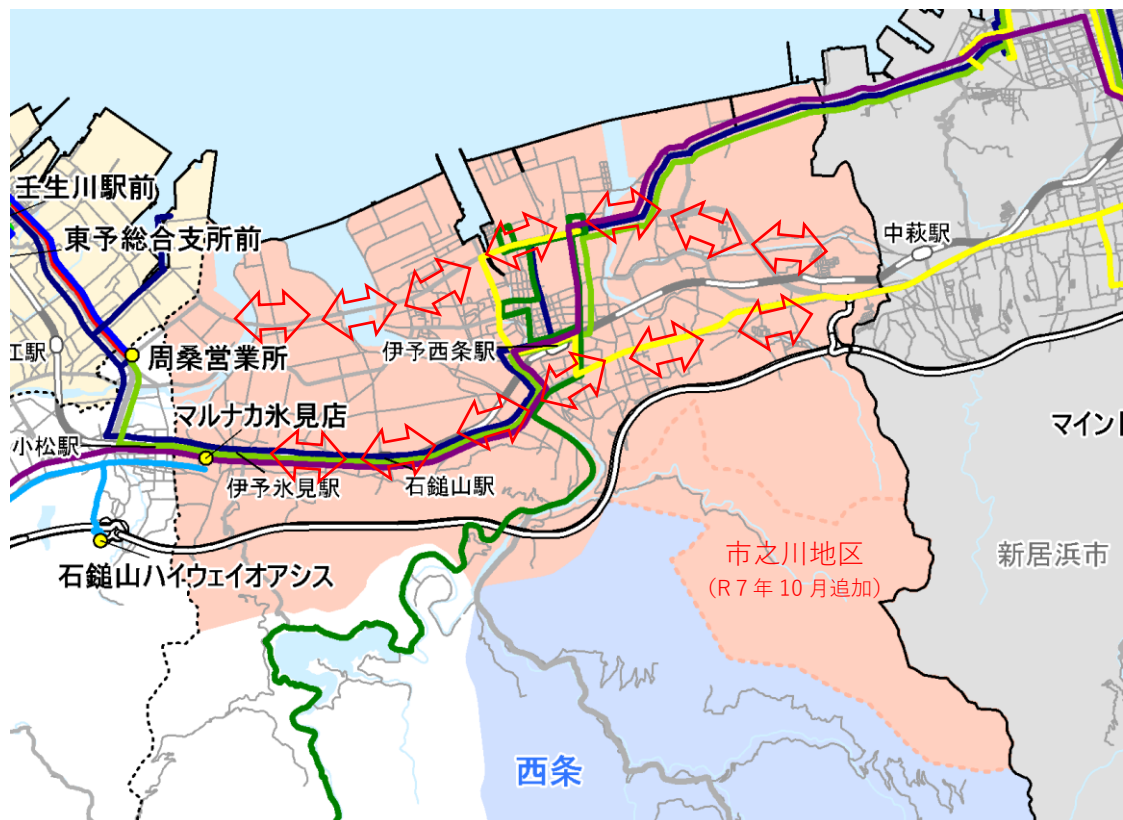 壬生川駅前
東予総合支所前
中萩駅
江駅
周桑営業所
伊予西条駅
マルナカ氷見店
小松駅
伊予氷見駅
石鎚山駅
マイント
石鎚山ハイウェイオアシス
市之川地区
（R７年10月追加）
新居浜市
西条